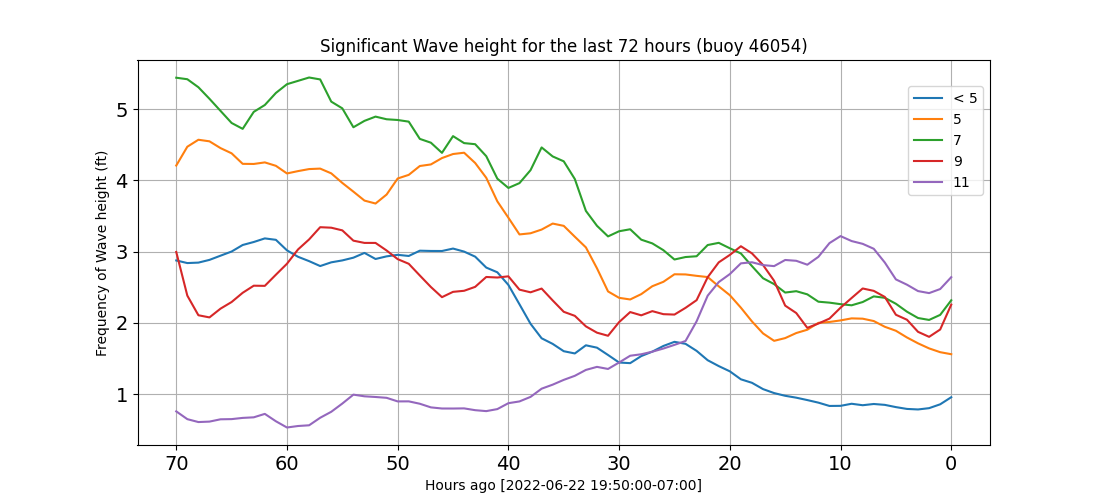 Significant Wave height for the last 72 hours (buoy 46054)
Frequency of Wave height (ft)
5
4
3
2
1
< 5
5
7
9
11
70 60 50 40 30 20 10 0
Hours ago [2022-06-22 19:50:00-07:00]